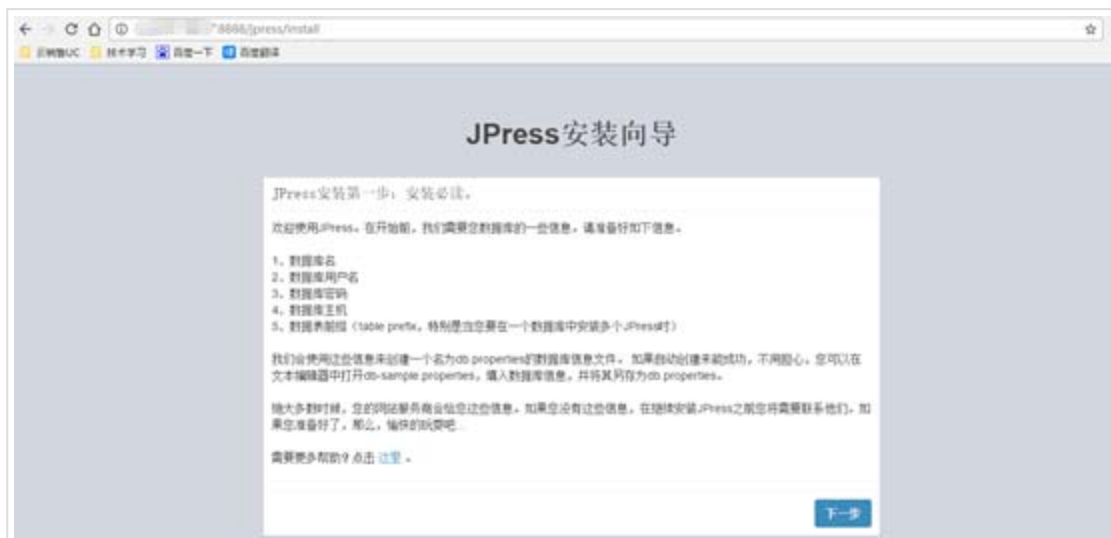 8888/jpress/install
技术学习 百度一下 百度翻译
JPress安装向导
JPress安装第一步：安装必读。
欢迎使用JPress。在开始前，我们需要您数据库的一些信息，请准备好如下信息。
1、数据库名
2、数据库用户名
3、数据库密码
4、数据库主机
5、数据表前缀（table prefix，特别是当您要在一个数据库中安装多个JPress时）
我们会使用这些信息来创建一个名为db.properties的数据库信息文件。 如果自动创建未能成功，不用担心，您可以在
文本编辑器中打开db-sample.properties，填入数据库信息，并将其另存为db.properties。
绝大多数时候，您的网站服务商会给您这些信息。如果您没有这些信息，在继续安装JPress之前您将需要联系他们。如
果您准备好了，那么，愉快的玩耍吧...
需要更多帮助？点击 这里 。
下一步